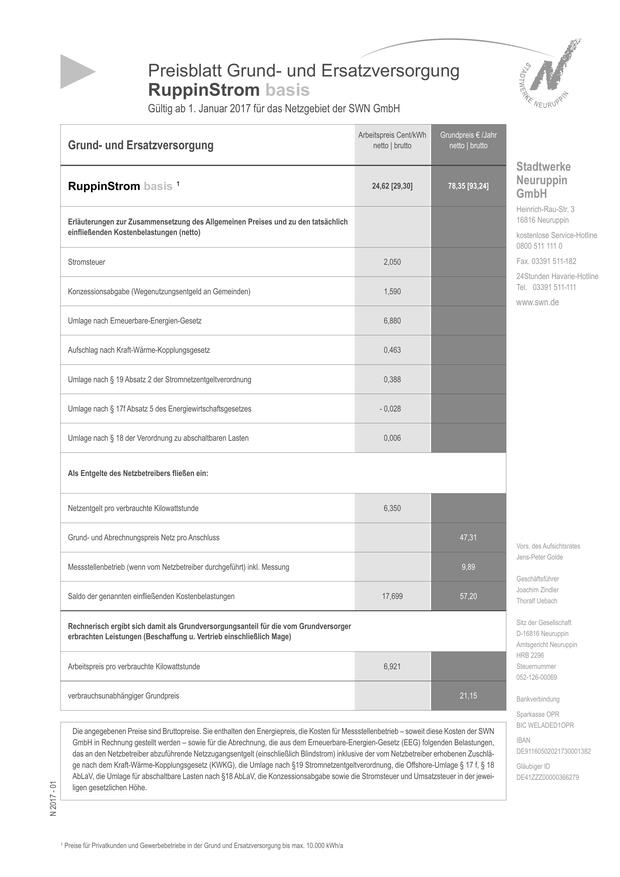 Preisblatt Grund- und Ersatzversorgung
RuppinStrom basis
Gültig ab 1. Januar 2017 für das Netzgebiet der SWN GmbH
STADTWERKE NEURUPPIN
Grund- und Ersatzversorgung
Arbeitspreis Cent/kWh
netto | brutto
Grundpreis € /Jahr
netto | brutto
RuppinStrom basis ¹
24,62 [29,30]
78,35 [93,24]
Erläuterungen zur Zusammensetzung des Allgemeinen Preises und zu den tatsächlich
einfließenden Kostenbelastungen (netto)
Stromsteuer 2,050
Konzessionsabgabe (Wegenutzungsentgeld an Gemeinden) 1,590
Umlage nach Erneuerbare-Energien-Gesetz 6,880
Aufschlag nach Kraft-Wärme-Kopplungsgesetz 0,463
Umlage nach § 19 Absatz 2 der Stromnetzentgeltverordnung 0,388
Umlage nach § 17f Absatz 5 des Energiewirtschaftsgesetzes - 0,028
Umlage nach § 18 der Verordnung zu abschaltbaren Lasten 0,006
Als Entgelte des Netzbetreibers fließen ein:
Netzentgelt pro verbrauchte Kilowattstunde 6,350
Grund- und Abrechnungspreis Netz pro Anschluss 47,31
Messstellenbetrieb (wenn vom Netzbetreiber durchgeführt) inkl. Messung 9,89
Saldo der genannten einfließenden Kostenbelastungen 17,699 57,20
Rechnerisch ergibt sich damit als Grundversorgungsanteil für die vom Grundversorger
erbrachten Leistungen (Beschaffung u. Vertrieb einschließlich Mage)
Arbeitspreis pro verbrauchte Kilowattstunde 6,921
verbrauchsunabhängiger Grundpreis 21,15
Die angegebenen Preise sind Bruttopreise. Sie enthalten den Energiepreis, die Kosten für Messstellenbetrieb – soweit diese Kosten der SWN
GmbH in Rechnung gestellt werden – sowie für die Abrechnung, die aus dem Erneuerbare-Energien-Gesetz (EEG) folgenden Belastungen,
das an den Netzbetreiber abzuführende Netzzugangsentgelt (einschließlich Blindstrom) inklusive der vom Netzbetreiber erhobenen Zuschlä-
ge nach dem Kraft-Wärme-Kopplungsgesetz (KWKG), die Umlage nach §19 Stromnetzentgeltverordnung, die Offshore-Umlage § 17 f, § 18
AbLaV, die Umlage für abschaltbare Lasten nach §18 AbLaV, die Konzessionsabgabe sowie die Stromsteuer und Umsatzsteuer in der jewei-
ligen gesetzlichen Höhe.
N 2017 - 01
¹ Preise für Privatkunden und Gewerbebetriebe in der Grund und Ersatzversorgung bis max. 10.000 kWh/a
Stadtwerke
Neuruppin
GmbH
Heinrich-Rau-Str. 3
16816 Neuruppin
kostenlose Service-Hotline
0800 511 111 0
Fax. 03391 511-182
24Stunden Havarie-Hotline
Tel. 03391 511-111
www.swn.de
Vors. des Aufsichtsrates
Jens-Peter Golde
Geschäftsführer
Joachim Zindler
Thoralf Uebach
Sitz der Gesellschaft
D-16816 Neuruppin
Amtsgericht Neuruppin
HRB 2296
Steuernummer
052-126-00069
Bankverbindung
Sparkasse OPR
BIC WELADED1OPR
IBAN
DE91160502021730001382
Gläubiger ID
DE41ZZZ00000366279